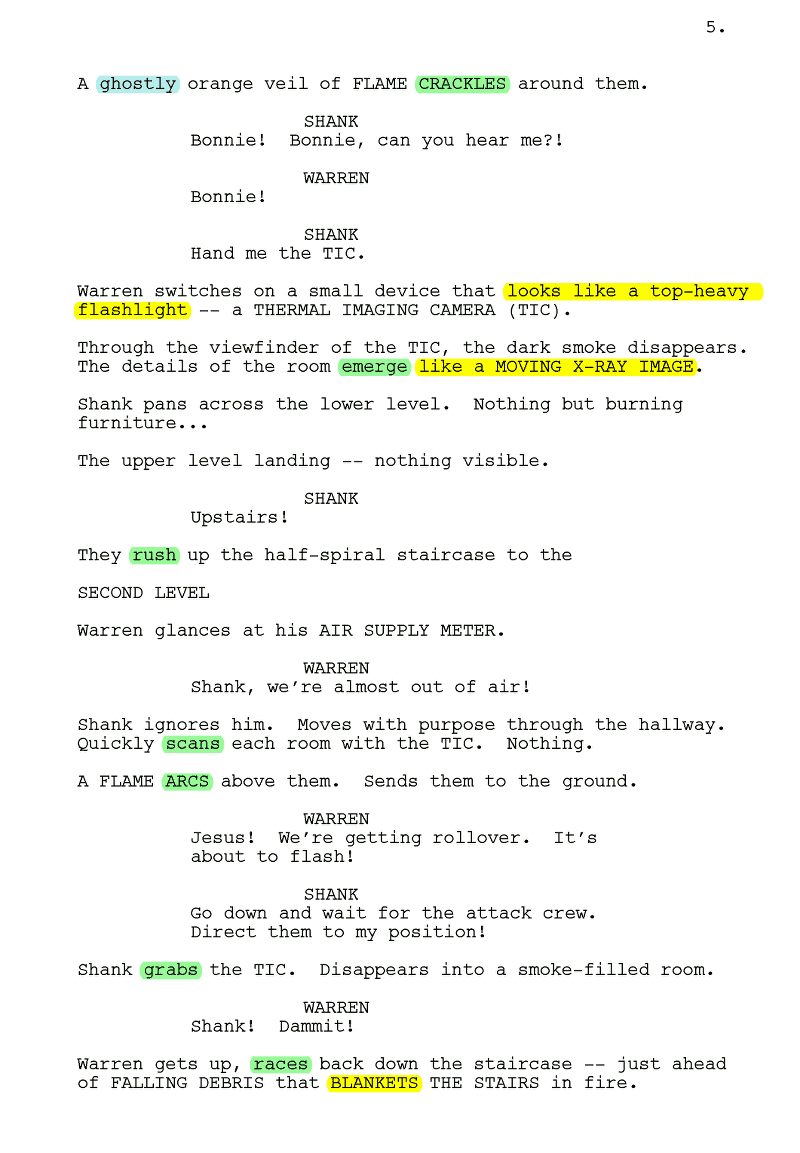 5.
A ghostly orange veil of FLAME CRACKLES around them.
SHANK
Bonnie!  Bonnie, can you hear me?!
WARREN
Bonnie!
SHANK
Hand me the TIC.
Warren switches on a small device that looks like a top-heavy
flashlight -- a THERMAL IMAGING CAMERA (TIC).
Through the viewfinder of the TIC, the dark smoke disappears.
The details of the room emerge like a MOVING X-RAY IMAGE.
Shank pans across the lower level.  Nothing but burning
furniture...
The upper level landing -- nothing visible.
SHANK
Upstairs!
They rush up the half-spiral staircase to the
SECOND LEVEL
Warren glances at his AIR SUPPLY METER.
WARREN
Shank, we're almost out of air!
Shank ignores him.  Moves with purpose through the hallway.
Quickly scans each room with the TIC.  Nothing.
A FLAME ARCS above them.  Sends them to the ground.
WARREN
Jesus!  We're getting rollover.  It's
about to flash!
SHANK
Go down and wait for the attack crew.
Direct them to my position!
Shank grabs the TIC.  Disappears into a smoke-filled room.
WARREN
Shank!  Dammit!
Warren gets up, races back down the staircase -- just ahead
of FALLING DEBRIS that BLANKETS THE STAIRS in fire.